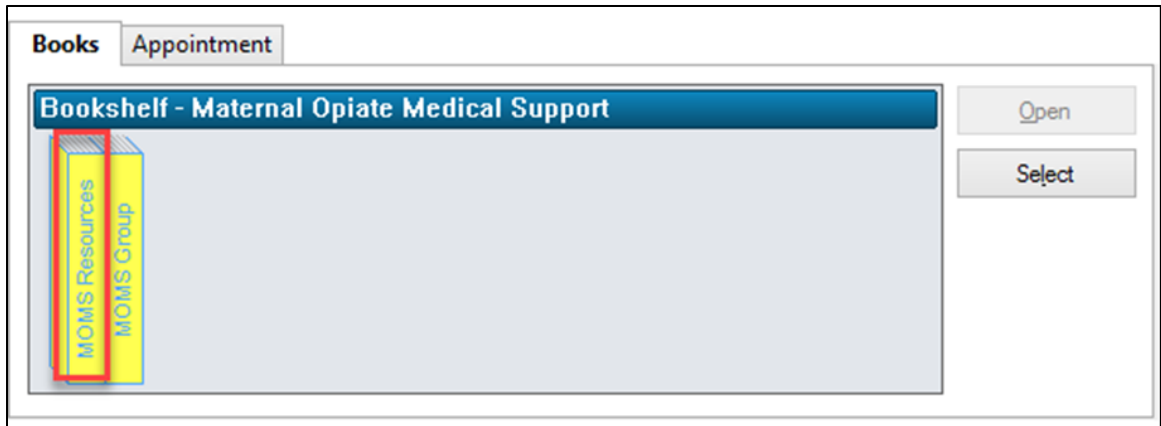 Books
Appointment
Bookshelf - Maternal Opiate Medical Support
MOMS Resources
MOMS Group
Open
Select